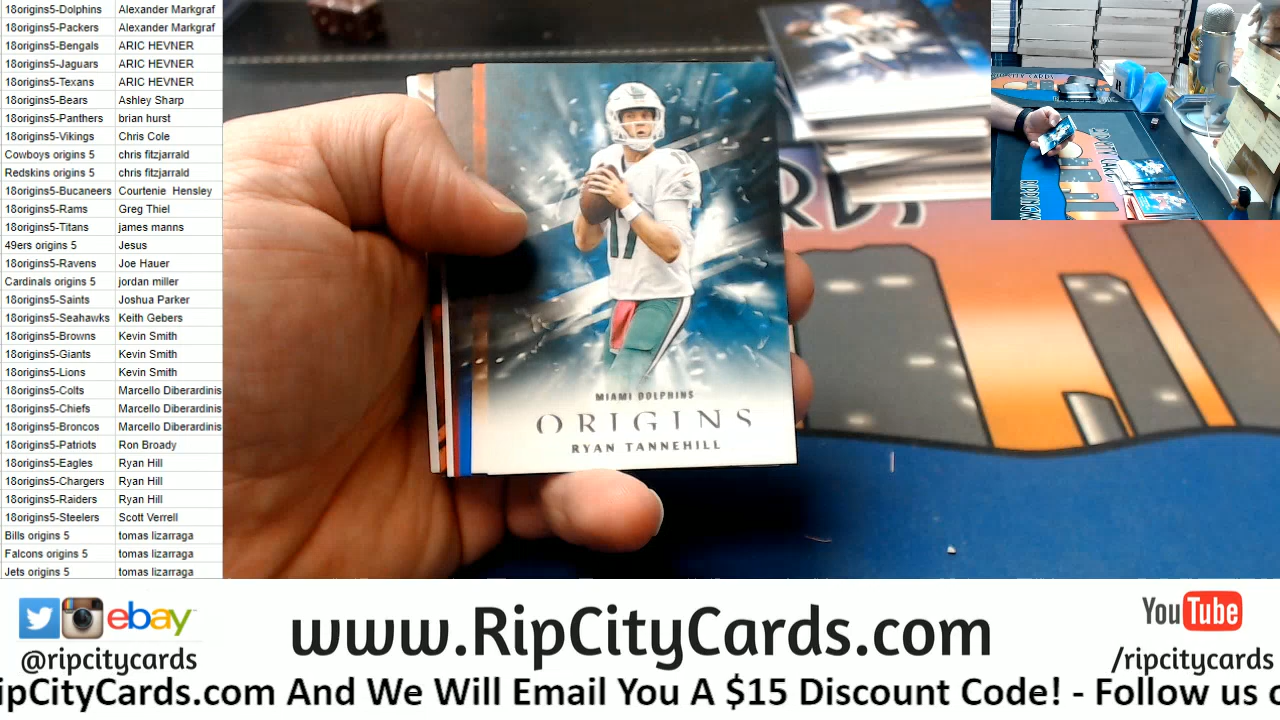 18origins5-Dolphins Alexander Markgraf
18origins5-Packers Alexander Markgraf
18origins5-Bengals ARIC HEVNER
18origins5-Jaguars ARIC HEVNER
18origins5-Texans ARIC HEVNER
18origins5-Bears Ashley Sharp
18origins5-Panthers brian hurst
18origins5-Vikings Chris Cole
Cowboys origins 5 chris fitzjarrald
Redskins origins 5 chris fitzjarrald
18origins5-Bucaneers Courtenie Hensley
18origins5-Rams Greg Thiel
18origins5-Titans james manns
49ers origins 5 Jesus
18origins5-Ravens Joe Hauer
Cardinals origins 5 jordan miller
18origins5-Saints Joshua Parker
18origins5-Seahawks Keith Gebers
18origins5-Browns Kevin Smith
18origins5-Giants Kevin Smith
18origins5-Lions Kevin Smith
18origins5-Colts Marcello Diberardinis
18origins5-Chiefs Marcello Diberardinis
18origins5-Broncos Marcello Diberardinis
18origins5-Patriots Ron Broady
18origins5-Eagles Ryan Hill
18origins5-Chargers Ryan Hill
18origins5-Raiders Ryan Hill
18origins5-Steelers Scott Verrell
Bills origins 5 tomas lizarraga
Falcons origins 5 tomas lizarraga
Jets origins 5 tomas lizarraga
17
MIAMI DOLPHINS
ORIGINS
RYAN TANNEHILL
ebay
@ripcitycards
www.RipCityCards.com
YouTube
/ripcitycards
ipCityCards.com And We Will Email You A $15 Discount Code! - Follow us o